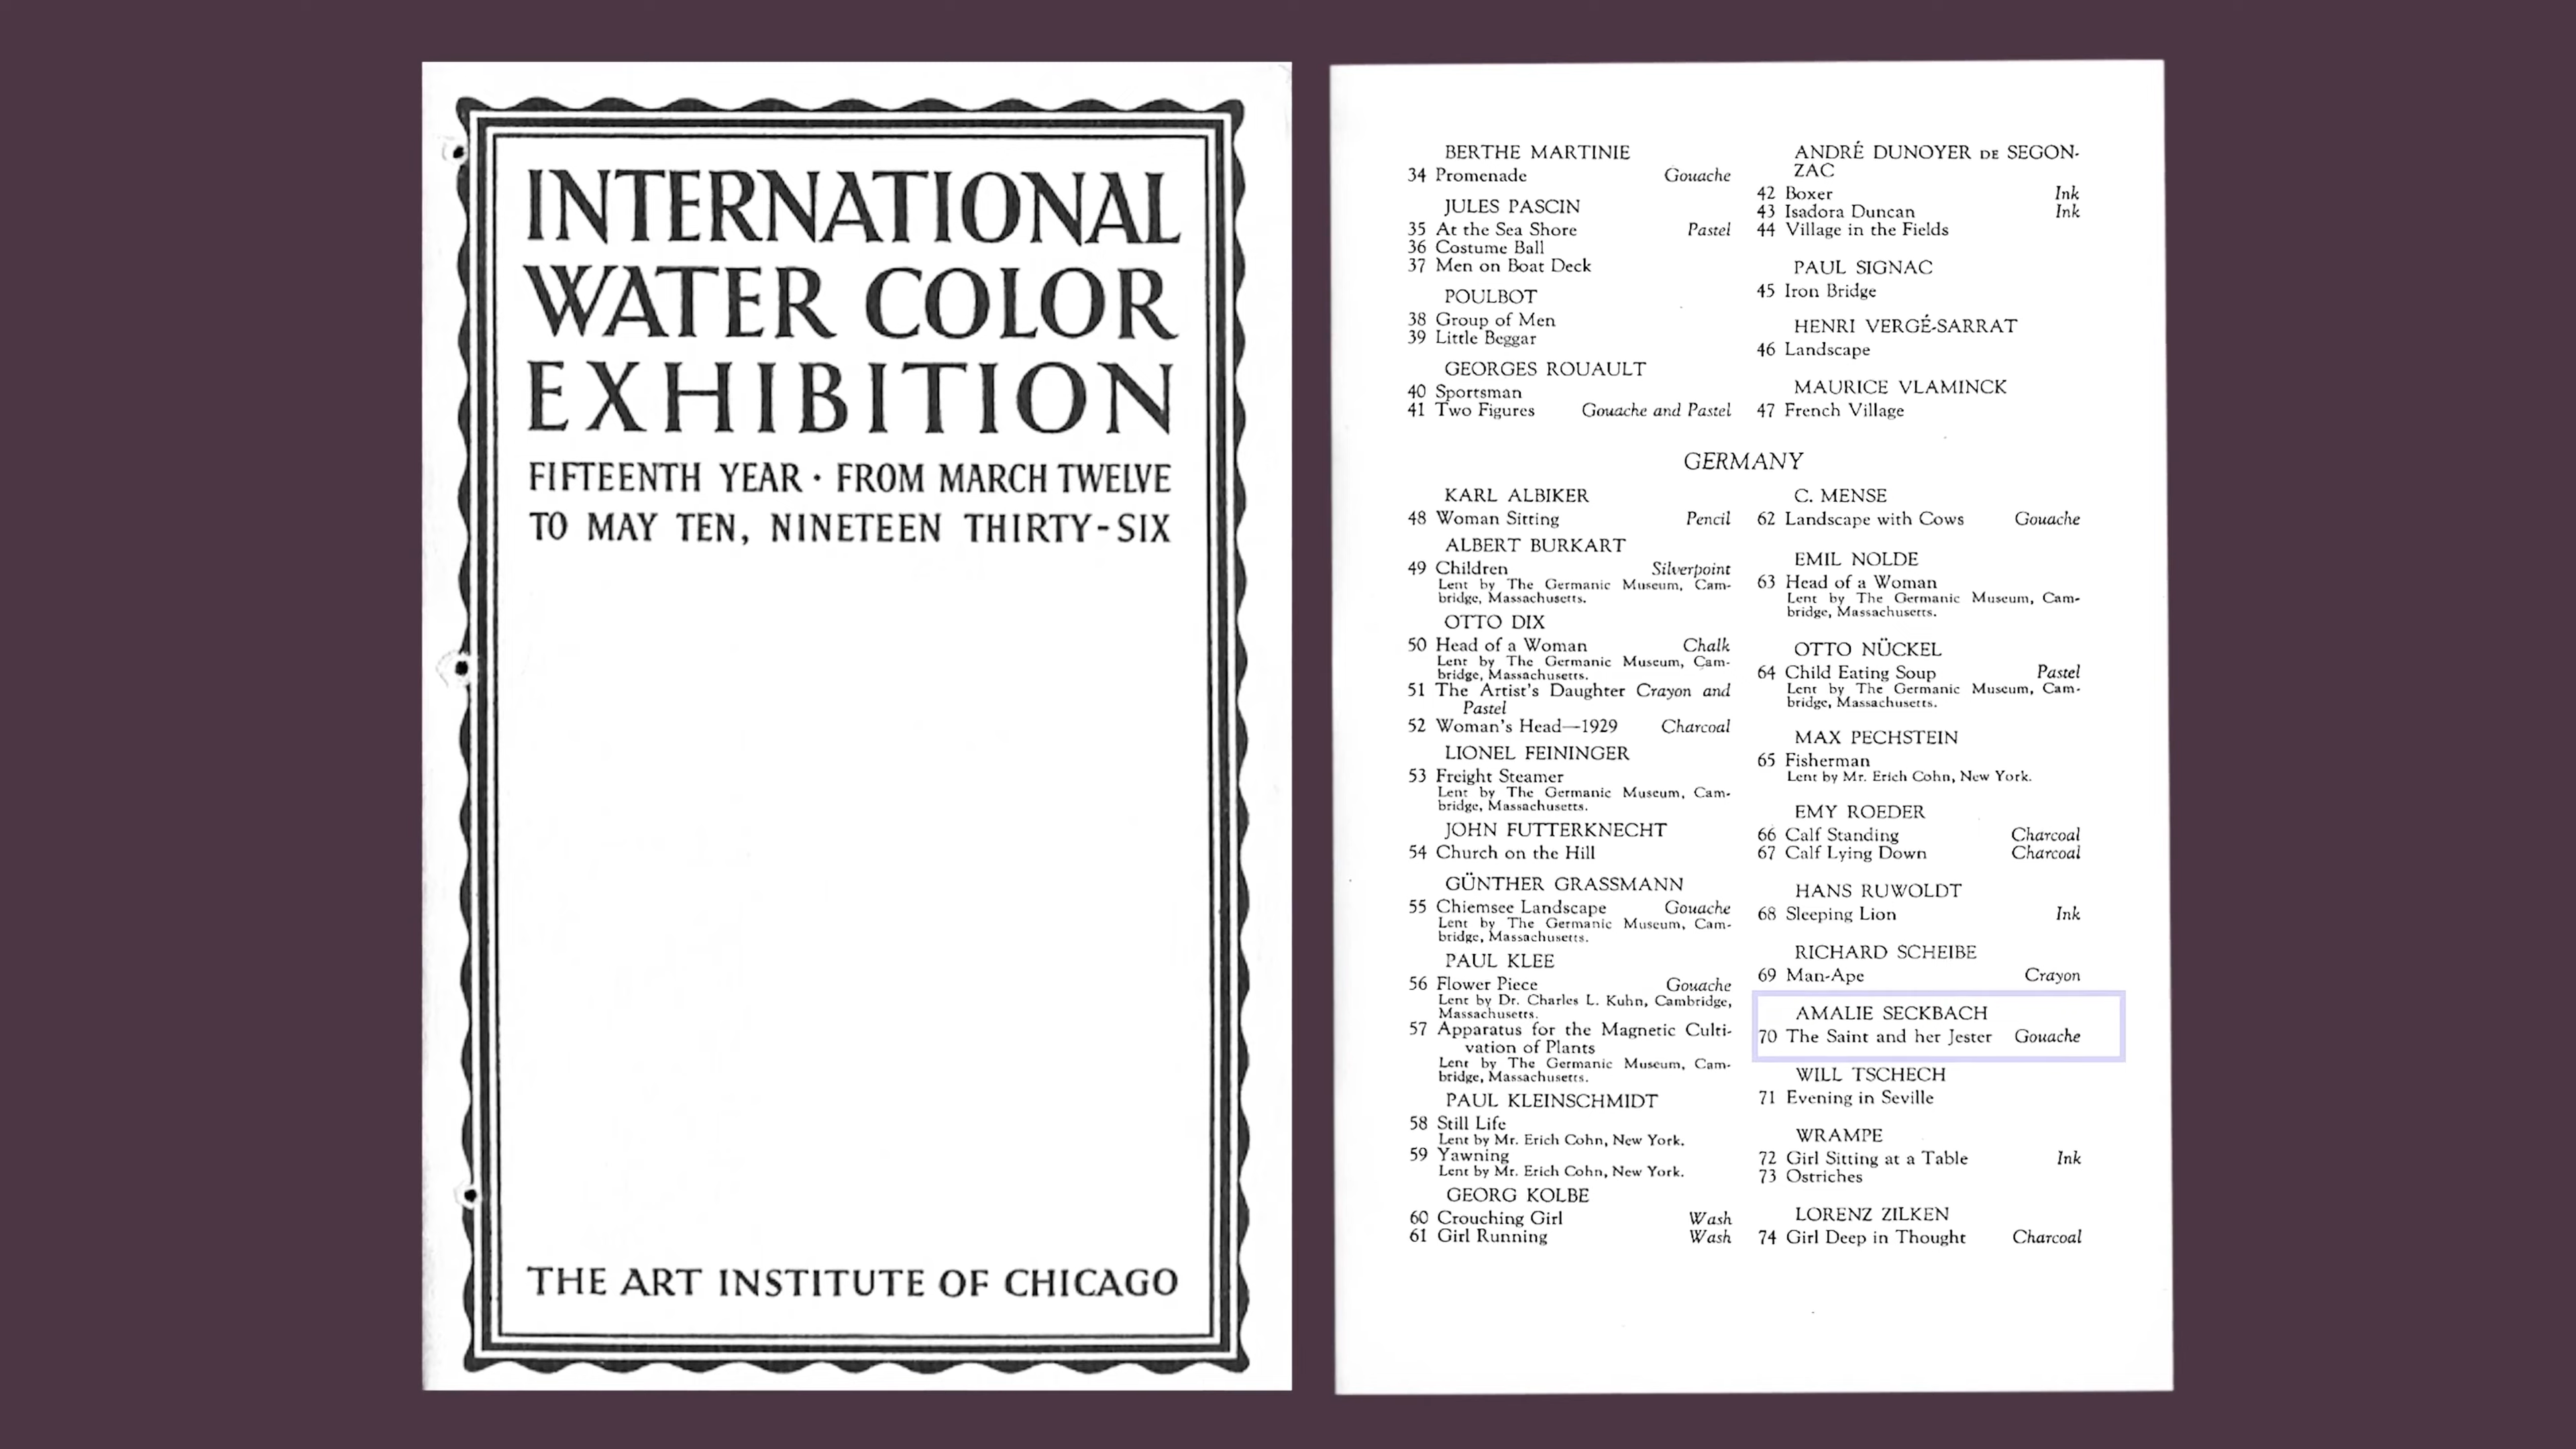 INTERNATIONAL
WATER COLOR
EXHIBITION
FIFTEENTH YEAR · FROM MARCH TWELVE
TO MAY TEN, NINETEEN THIRTY-SIX
THE ART INSTITUTE OF CHICAGO
BERTHE MARTINIE
34 Promenade Gouache
JULES PASCIN
35 At the Sea Shore Pastel
36 Costume Ball
37 Men on Boat Deck
POULBOT
38 Group of Men
39 Little Beggar
GEORGES ROUAULT
40 Sportsman
41 Two Figures Gouache and Pastel
ANDRÉ DUNOYER DE SEGON-
ZAC
42 Boxer Ink
43 Isadora Duncan Ink
44 Village in the Fields
PAUL SIGNAC
45 Iron Bridge
HENRI VERGÉ-SARRAT
46 Landscape
MAURICE VLAMINCK
47 French Village
GERMANY
KARL ALBIKER
48 Woman Sitting Pencil
ALBERT BURKART
49 Children Silverpoint
Lent by The Germanic Museum, Cam-
bridge, Massachusetts.
OTTO DIX
50 Head of a Woman Chalk
Lent by The Germanic Museum, Cam-
bridge, Massachusetts.
51 The Artist's Daughter Crayon and
Pastel
52 Woman's Head—1929 Charcoal
LIONEL FEININGER
53 Freight Steamer
Lent by The Germanic Museum, Cam-
bridge, Massachusetts.
JOHN FUTTERKNECHT
54 Church on the Hill
GÜNTHER GRASSMANN
55 Chiemsee Landscape Gouache
Lent by The Germanic Museum, Cam-
bridge, Massachusetts.
PAUL KLEE
56 Flower Piece Gouache
Lent by Dr. Charles L. Kuhn, Cambridge,
Massachusetts.
57 Apparatus for the Magnetic Culti-
vation of Plants
Lent by The Germanic Museum, Cam-
bridge, Massachusetts.
PAUL KLEINSCHMIDT
58 Still Life
Lent by Mr. Erich Cohn, New York.
59 Yawning
Lent by Mr. Erich Cohn, New York.
GEORG KOLBE
60 Crouching Girl Wash
61 Girl Running Wash
C. MENSE
62 Landscape with Cows Gouache
EMIL NOLDE
63 Head of a Woman
Lent by The Germanic Museum, Cam-
bridge, Massachusetts.
OTTO NÜCKEL
64 Child Eating Soup Pastel
Lent by The Germanic Museum, Cam-
bridge, Massachusetts.
MAX PECHSTEIN
65 Fisherman
Lent by Mr. Erich Cohn, New York.
EMY ROEDER
66 Calf Standing Charcoal
67 Calf Lying Down Charcoal
HANS RUWOLDT
68 Sleeping Lion Ink
RICHARD SCHEIBE
69 Man-Ape Crayon
AMALIE SECKBACH
70 The Saint and her Jester Gouache
WILL TSCHECH
71 Evening in Seville
WRAMPE
72 Girl Sitting at a Table Ink
73 Ostriches
LORENZ ZILKEN
74 Girl Deep in Thought Charcoal